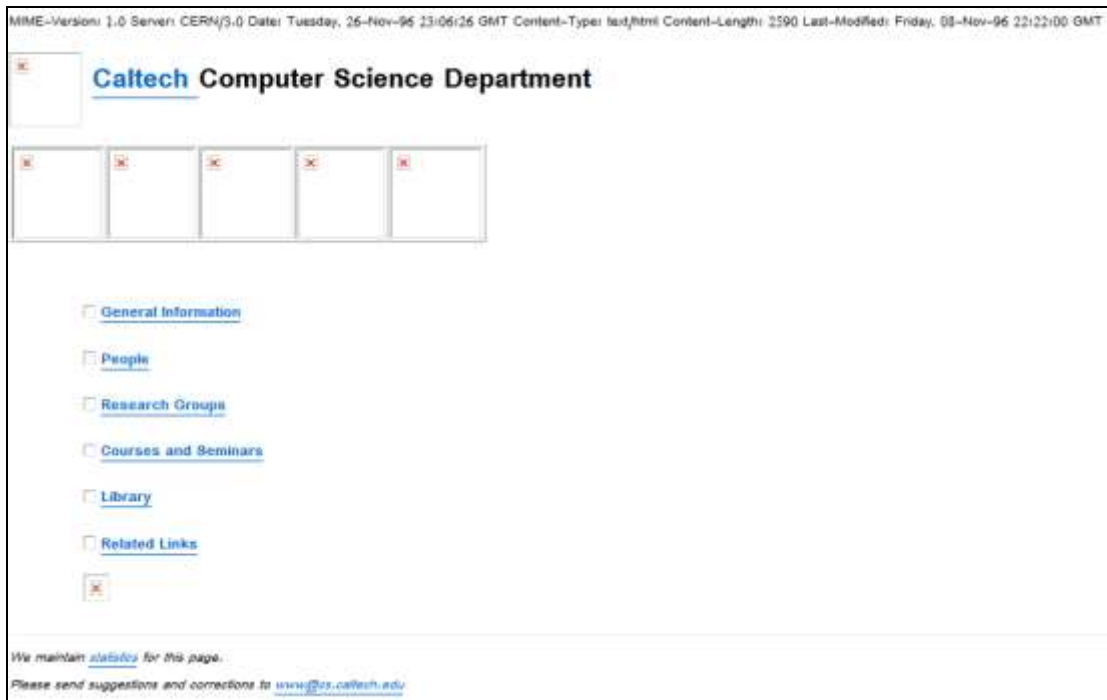 MIME-Version: 1.0 Server: CERN/3.0 Date: Tuesday, 26-Nov-96 23:06:26 GMT Content-Type: text/html Content-Length: 2590 Last-Modified: Friday, 08-Nov-96 22:22:00 GMT
Caltech Computer Science Department
General Information
People
Research Groups
Courses and Seminars
Library
Related Links
We maintain statistics for this page.
Please send suggestions and corrections to www@cs.caltech.edu